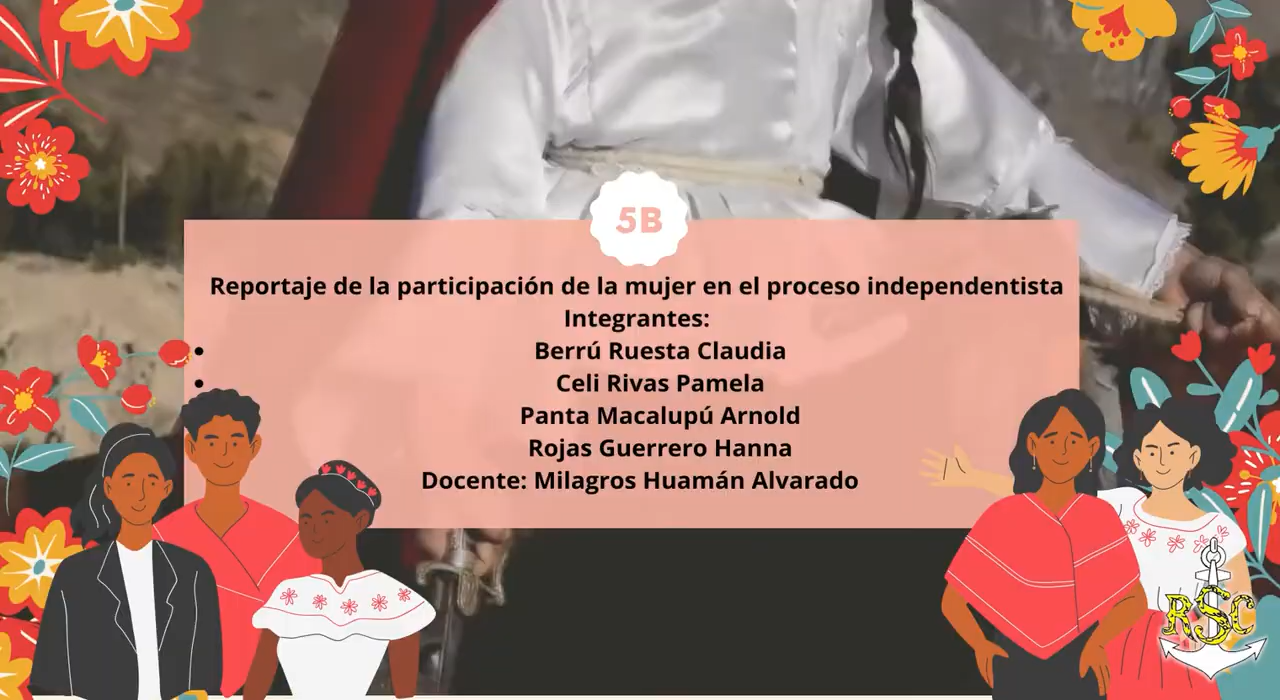 5B
Reportaje de la participación de la mujer en el proceso independentista
Integrantes:
Berrú Ruesta Claudia
Celi Rivas Pamela
Panta Macalupú Arnold
Rojas Guerrero Hanna
Docente: Milagros Huamán Alvarado
RSC